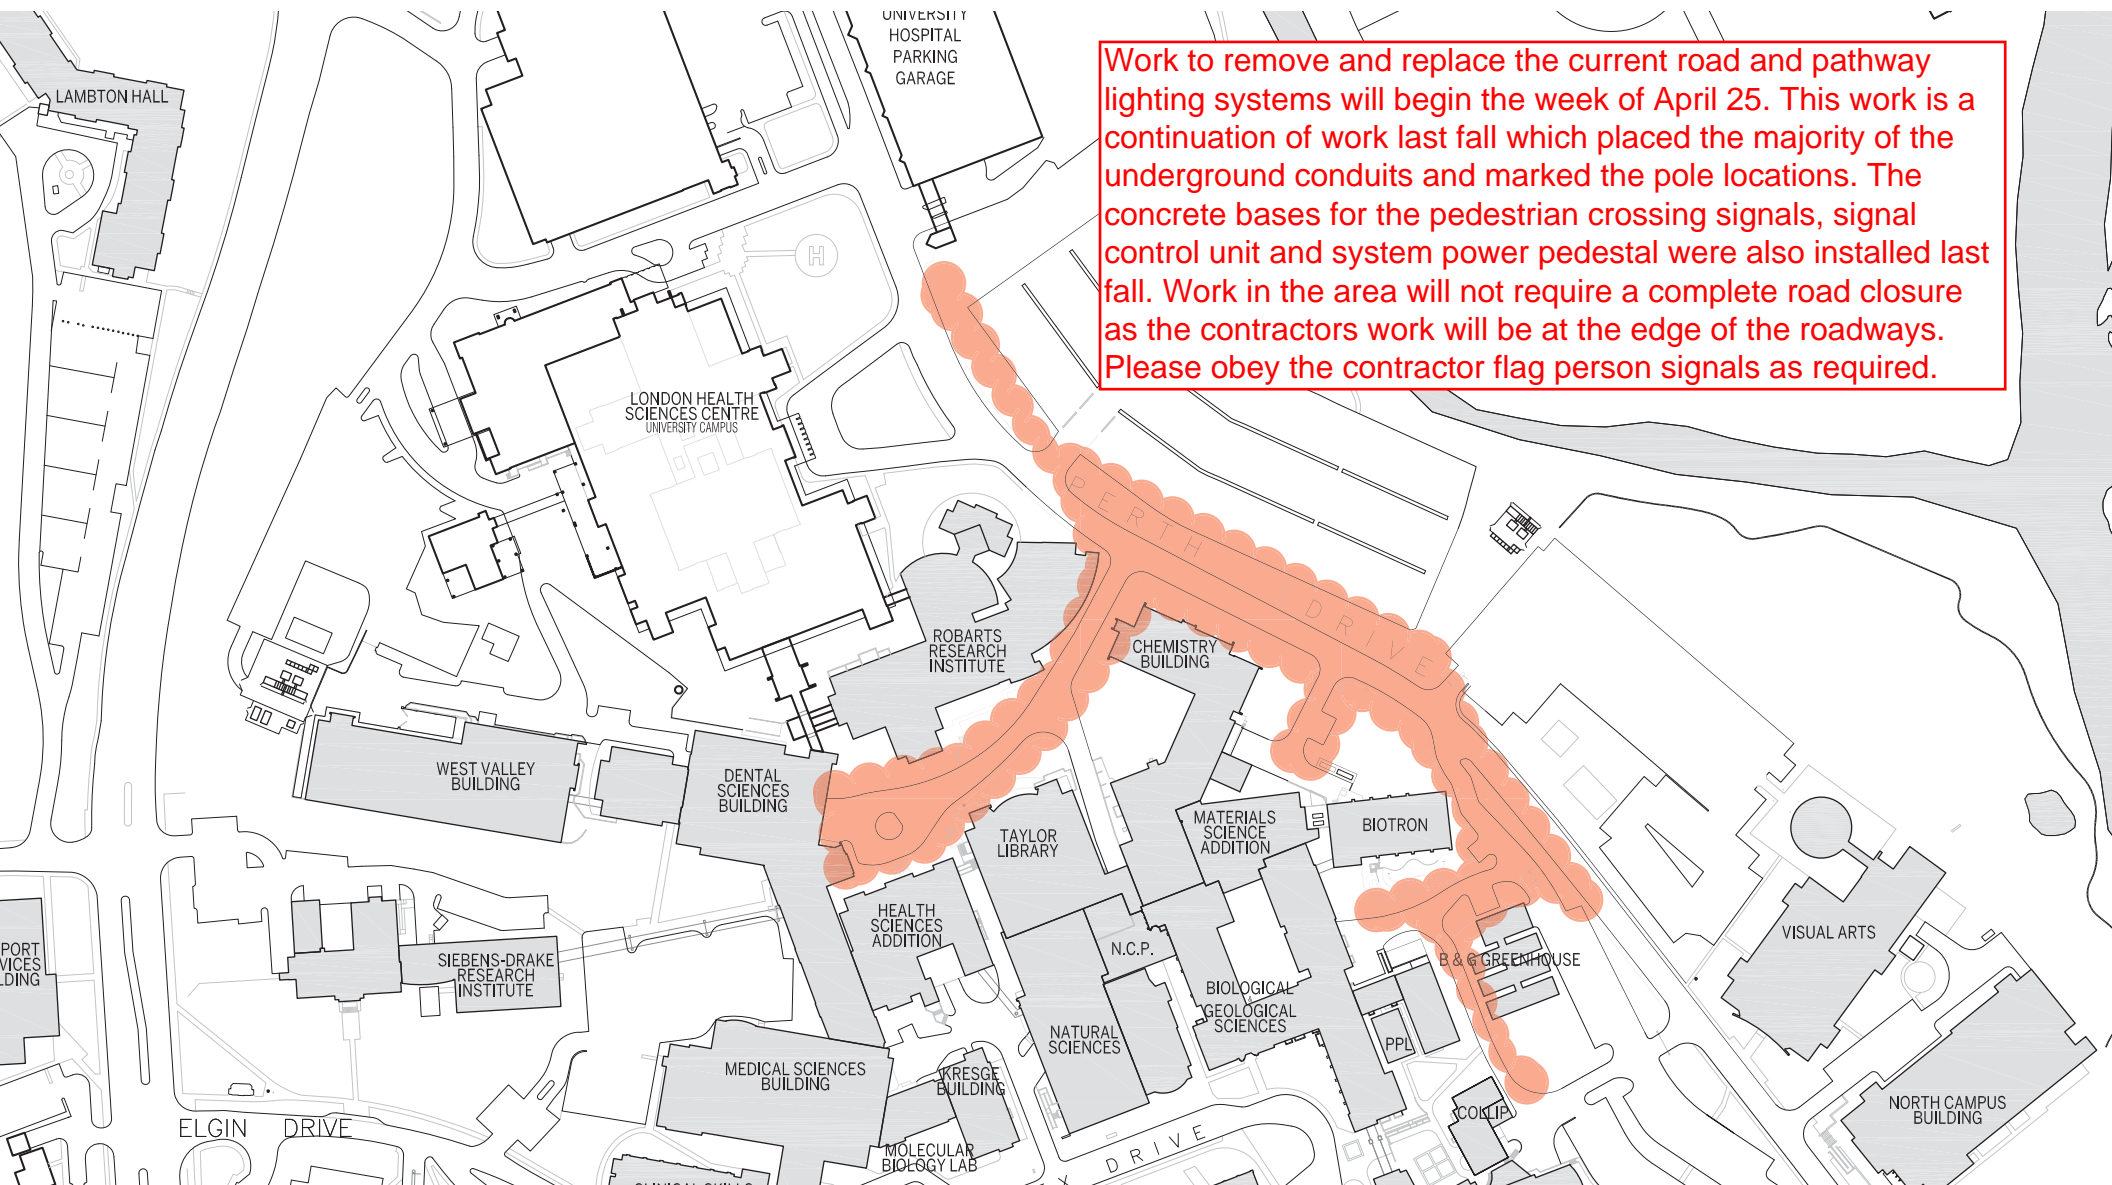 UNIVERSITY
HOSPITAL
PARKING
GARAGE
Work to remove and replace the current road and pathway
lighting systems will begin the week of April 25. This work is a
continuation of work last fall which placed the majority of the
underground conduits and marked the pole locations. The
concrete bases for the pedestrian crossing signals, signal
control unit and system power pedestal were also installed last
fall. Work in the area will not require a complete road closure
as the contractors work will be at the edge of the roadways.
Please obey the contractor flag person signals as required.
LAMBTON HALL
H
LONDON HEALTH
SCIENCES CENTRE
UNIVERSITY CAMPUS
PERTH DRIVE
ROBARTS
RESEARCH
INSTITUTE
CHEMISTRY
BUILDING
WEST VALLEY
BUILDING
DENTAL
SCIENCES
BUILDING
TAYLOR
LIBRARY
MATERIALS
SCIENCE
ADDITION
BIOTRON
HEALTH
SCIENCES
ADDITION
N.C.P.
VISUAL ARTS
PORT
VICES
LDING
SIEBENS-DRAKE
RESEARCH
INSTITUTE
B & G GREENHOUSE
BIOLOGICAL
&
GEOLOGICAL
SCIENCES
NATURAL
SCIENCES
PPL
MEDICAL SCIENCES
BUILDING
KRESGE
BUILDING
COLLIP
NORTH CAMPUS
BUILDING
ELGIN DRIVE
MOLECULAR
BIOLOGY LAB
X DRIVE
CLINICAL SKILLS